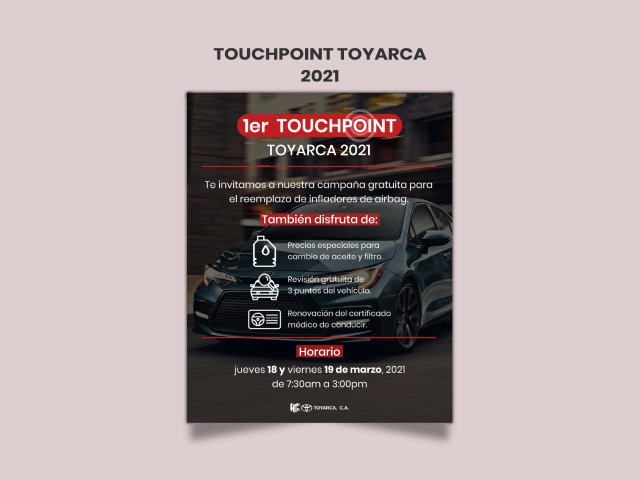 TOUCHPOINT TOYARCA
2021
1er TOUCHPOINT
TOYARCA 2021
Te invitamos a nuestra campaña gratuita para
el reemplazo de infladores de airbag.
También disfruta de:
Precios especiales para
cambio de aceite y filtro.
Revisión gratuita de
3 puntos del vehículo.
Renovación del certificado
médico de conducir.
Horario
jueves 18 y viernes 19 de marzo, 2021
de 7:30am a 3:00pm
TOYARCA, C.A.